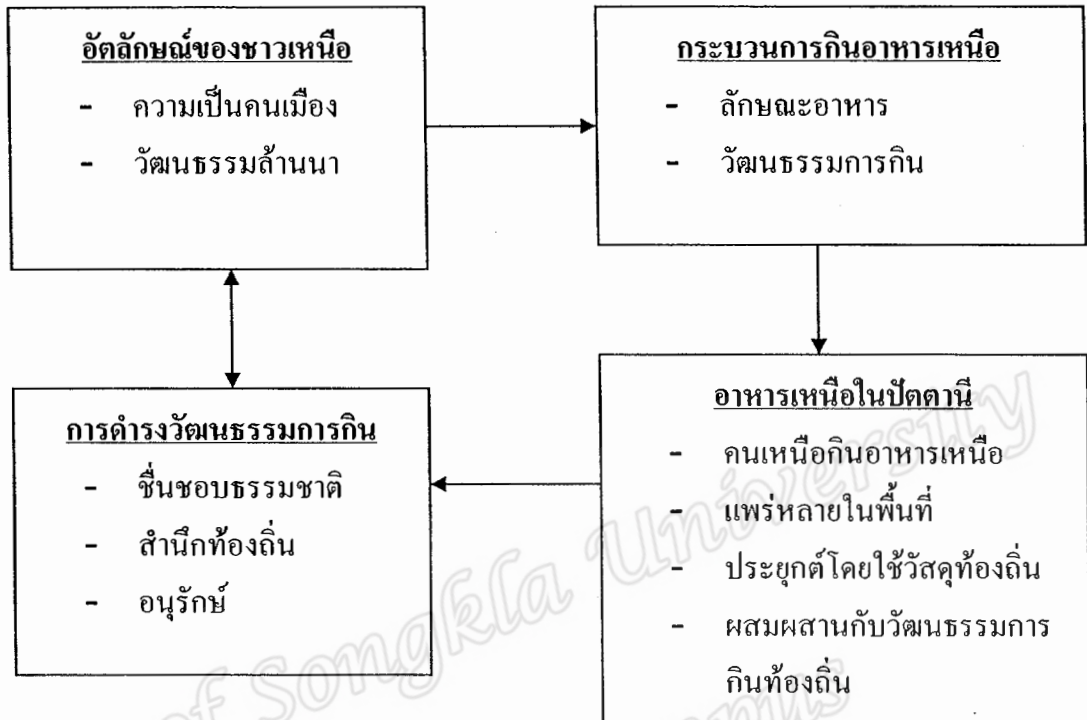 อัตลักษณ์ของชาวเหนือ
- ความเป็นคนเมือง
- วัฒนธรรมล้านนา
กระบวนการกินอาหารเหนือ
- ลักษณะอาหาร
- วัฒนธรรมการกิน
การดำรงวัฒนธรรมการกิน
- ชื่นชอบธรรมชาติ
- สำนึกท้องถิ่น
- อนุรักษ์
อาหารเหนือในปัตตานี
- คนเหนือกินอาหารเหนือ
- แพร่หลายในพื้นที่
- ประยุกต์โดยใช้วัสดุท้องถิ่น
- ผสมผสานกับวัฒนธรรมการ
กินท้องถิ่น
of Songkla University